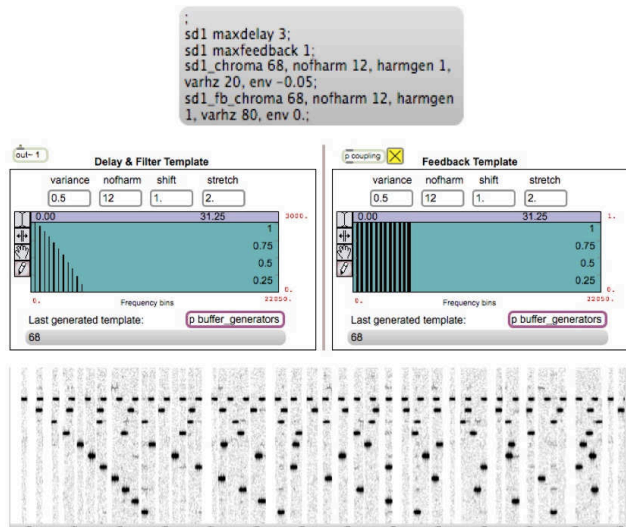 ;
sd1 maxdelay 3;
sd1 maxfeedback 1;
sd1_chroma 68, nofharm 12, harmgen 1,
varhz 20, env -0.05;
sd1_fb_chroma 68, nofharm 12, harmgen
1, varhz 80, env 0.;
out~ 1
Delay & Filter Template
variance nofharm shift stretch
0.5 12 1. 2.
0.00 31.25 3000.
1
0.75
0.5
0.25
0.
0. Frequency bins 22050.
Last generated template: p buffer_generators
68
p coupling
Feedback Template
variance nofharm shift stretch
0.5 12 1. 2.
0.00 31.25 1.
1
0.75
0.5
0.25
0.
0. Frequency bins 22050.
Last generated template: p buffer_generators
68